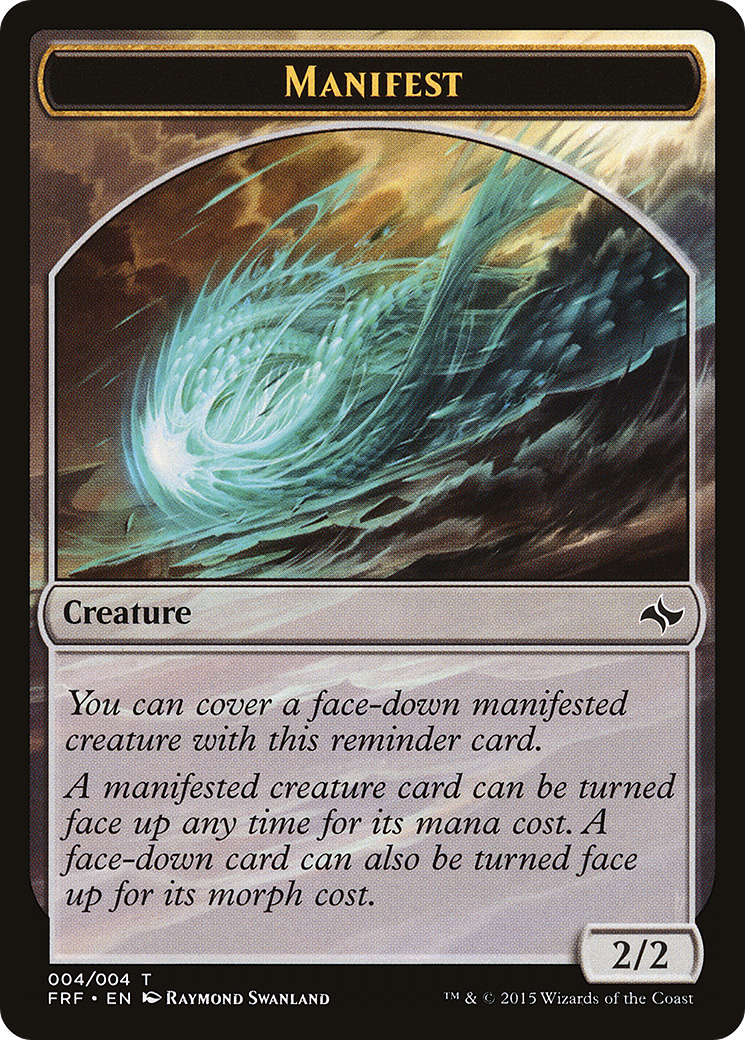 MANIFEST
Creature
You can cover a face-down manifested
creature with this reminder card.
A manifested creature card can be turned
face up any time for its mana cost. A
face-down card can also be turned face
up for its morph cost.
2/2
004/004 T
FRF • EN RAYMOND SWANLAND
™ & © 2015 Wizards of the Coast